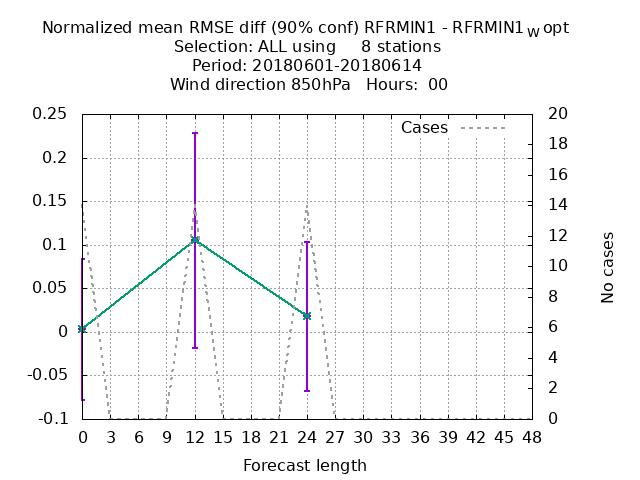 Normalized mean RMSE diff (90% conf) RFRMIN1 - RFRMIN1W opt
Selection: ALL using 8 stations
Period: 20180601-20180614
Wind direction 850hPa Hours: 00
Cases
0.25
0.2
0.15
0.1
0.05
0
-0.05
-0.1
20
18
16
14
12
10
8
6
4
2
0
No cases
0 3 6 9 12 15 18 21 24 27 30 33 36 39 42 45 48
Forecast length